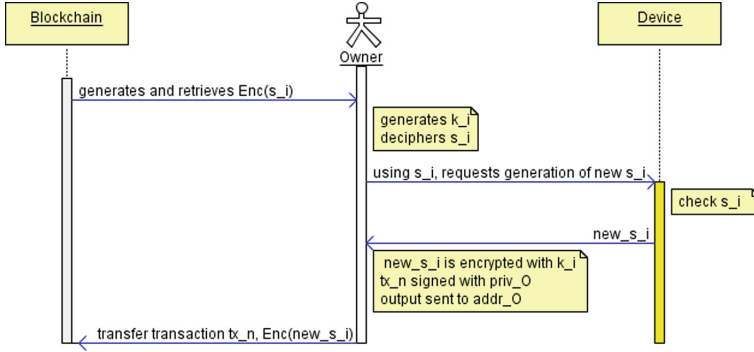 Blockchain
Owner
Device
generates and retrieves Enc(s_i)
generates k_i
deciphers s_i
using s_i, requests generation of new s_i
check s_i
new_s_i
new_s_i is encrypted with k_i
tx_n signed with priv_O
output sent to addr_O
transfer transaction tx_n, Enc(new_s_i)